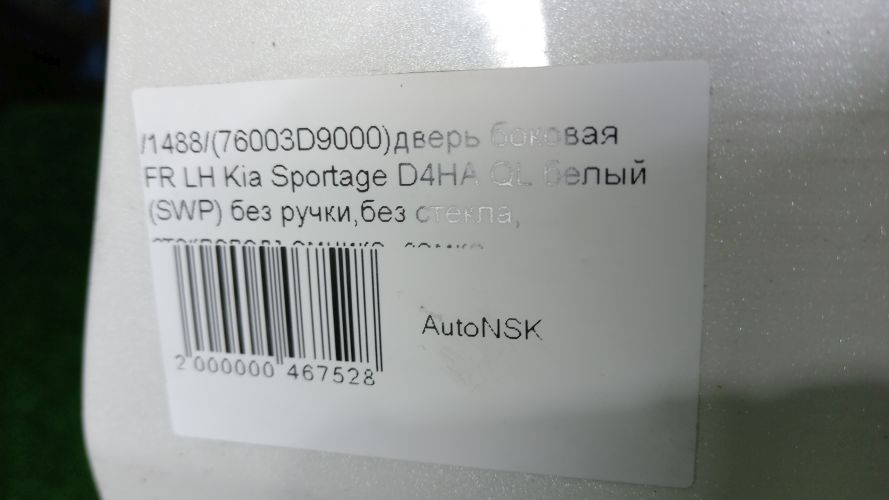 /1488/(76003D9000)дверь боковая
FR LH Kia Sportage D4HA QL белый
(SWP) без ручки,без стекла,
AutoNSK
2 000000 467528